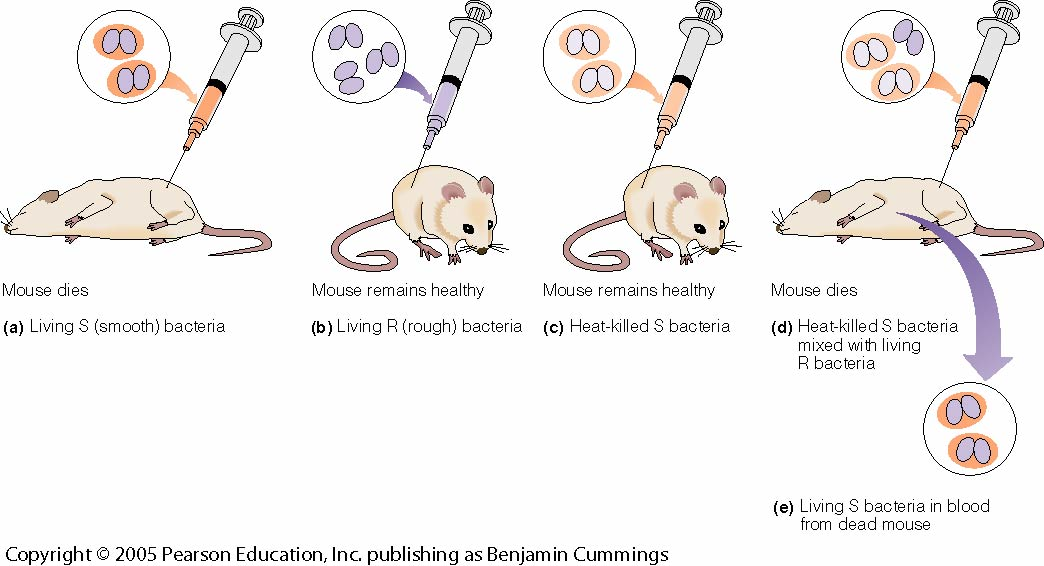 Mouse dies
(a) Living S (smooth) bacteria
Mouse remains healthy
(b) Living R (rough) bacteria
Mouse remains healthy
(c) Heat-killed S bacteria
Mouse dies
(d) Heat-killed S bacteria
mixed with living
R bacteria
(e) Living S bacteria in blood
from dead mouse
Copyright © 2005 Pearson Education, Inc. publishing as Benjamin Cummings